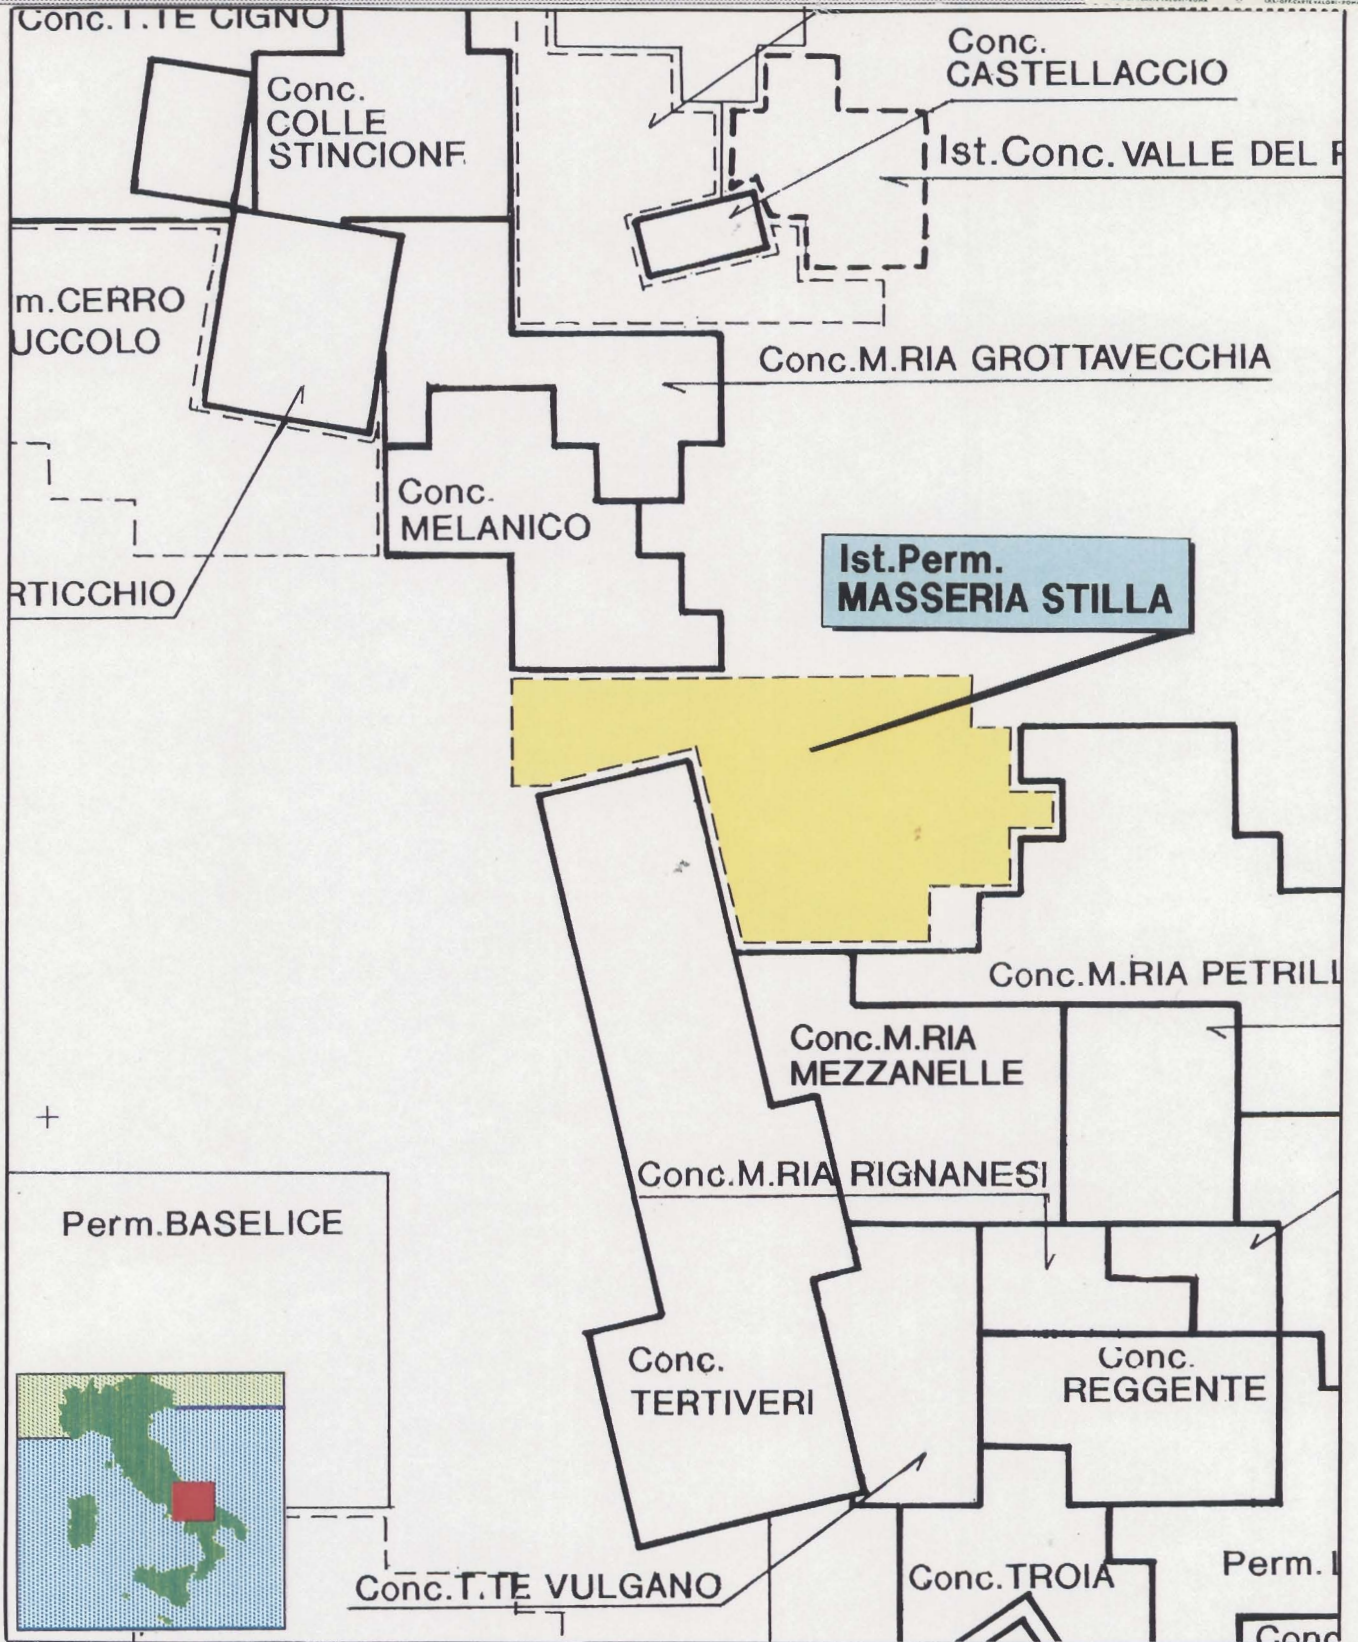 Conc.T.TE CIGNO
Conc.
COLLE
STINCIONE
Conc.
CASTELLACCIO
Ist.Conc.VALLE DEL
m.CERRO
UCCOLO
Conc.M.RIA GROTTAVECCHIA
Conc.
MELANICO
Ist.Perm.
MASSERIA STILLA
RTICCHIO
Conc.M.RIA PETRILL
Conc.M.RIA
MEZZANELLE
Conc.M.RIA RIGNANESI
Perm.BASELICE
Conc.
TERTIVERI
Conc.
REGGENTE
Conc.T.TE VULGANO
Conc.TROIA
Perm.
Conc